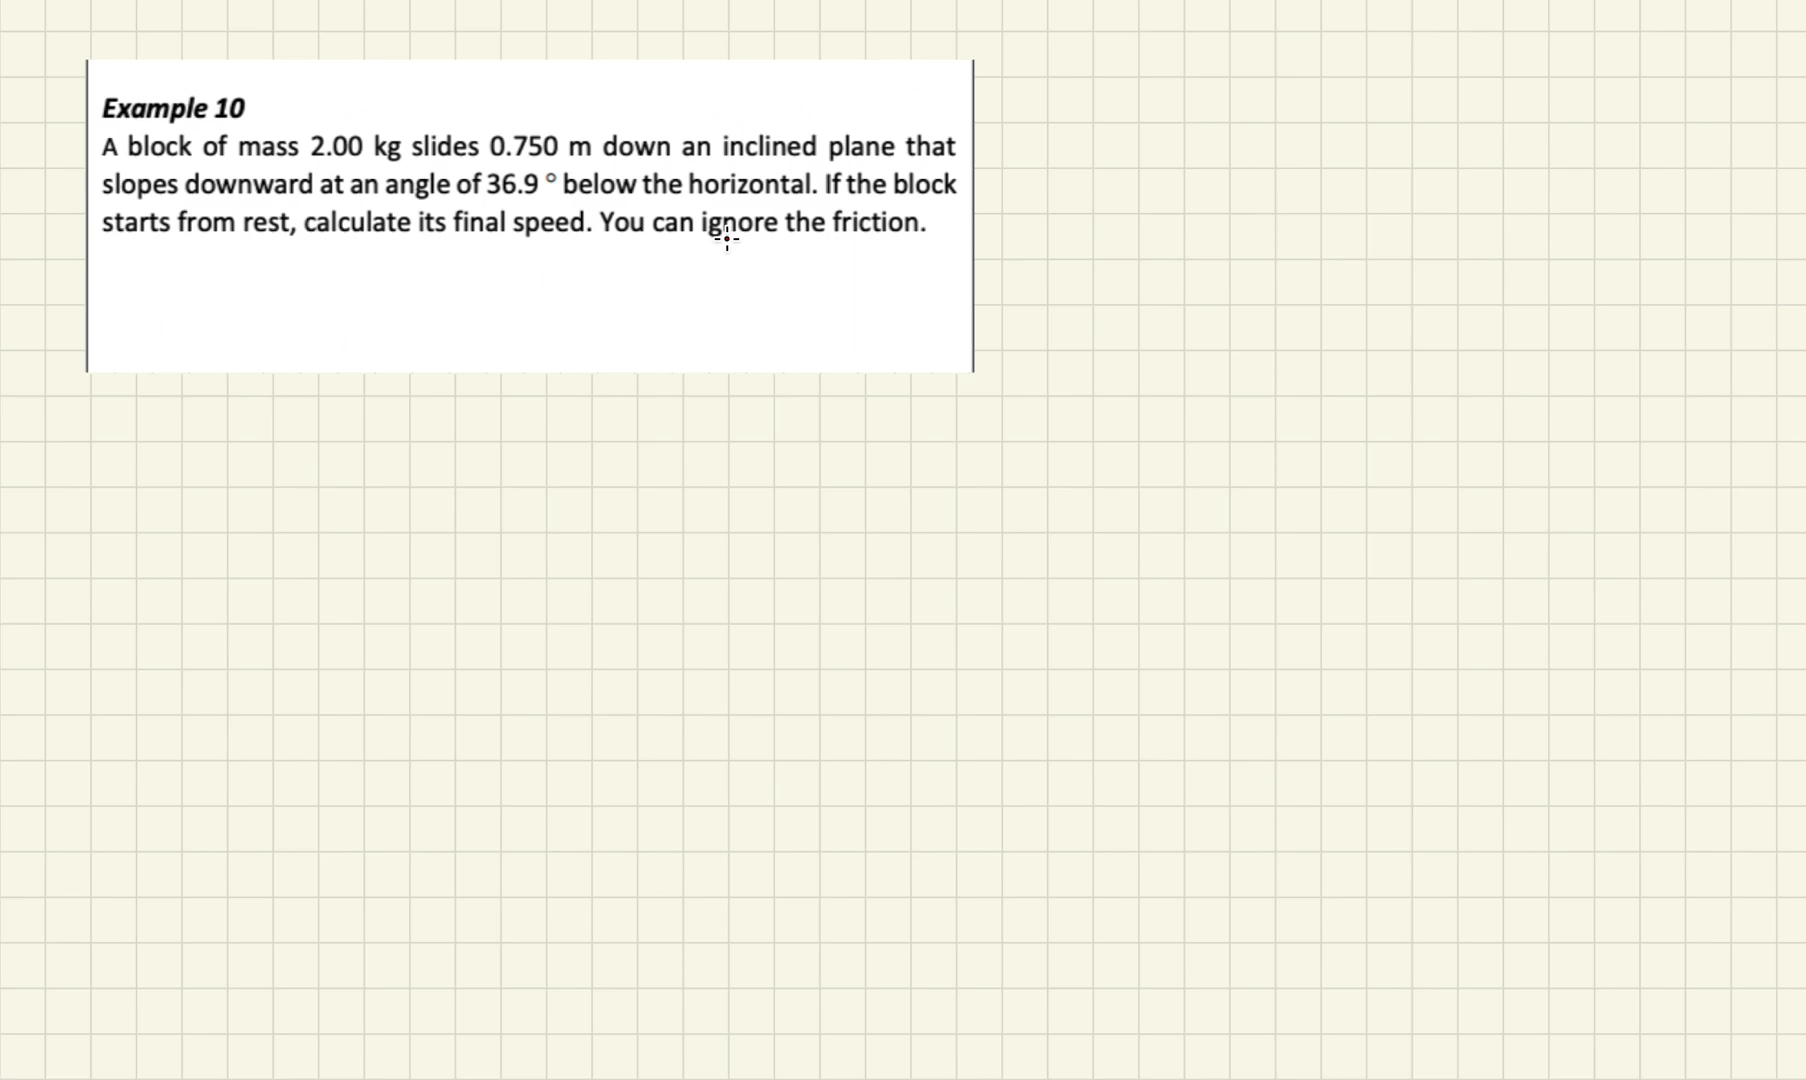 Example 10
A block of mass 2.00 kg slides 0.750 m down an inclined plane that
slopes downward at an angle of 36.9 ° below the horizontal. If the block
starts from rest, calculate its final speed. You can ignore the friction.